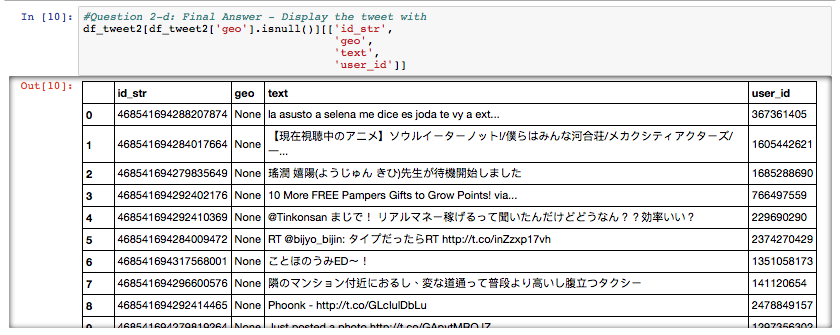 In [10]: #Question 2-d: Final Answer - Display the tweet with
df_tweet2[df_tweet2['geo'].isnull()][['id_str',
'geo',
'text',
'user_id']]
Out[10]:
id_str geo text user_id
0 468541694288207874 None la asusto a selena me dice es joda te vy a ext... 367361405
1 468541694284017664 None 【現在視聴中のアニメ】ソウルイーターノット!/僕らはみんな河合荘/メカクシティアクターズ/一... 1605442621
2 468541694279835649 None 瑤潤 嬉陽(ようじゅん きひ)先生が待機開始しました 1685288690
3 468541694292402176 None 10 More FREE Pampers Gifts to Grow Points! via... 766497559
4 468541694292410369 None @Tinkonsan まじで！ リアルマネー稼げるって聞いたんだけどどうなん？？効率いい？ 229690290
5 468541694284009472 None RT @bijyo_bijin: タイプだったらRT http://t.co/inZzxp17vh 2374270429
6 468541694317568001 None ことほのうみED〜！ 1351058173
7 468541694296600576 None 隣のマンション付近におるし、変な道通って普段より高いし腹立つタクシー 141120654
8 468541694292414465 None Phoonk - http://t.co/GLclulDbLu 2478849157
9 468541694279819264 None Just posted a photo 1297356302